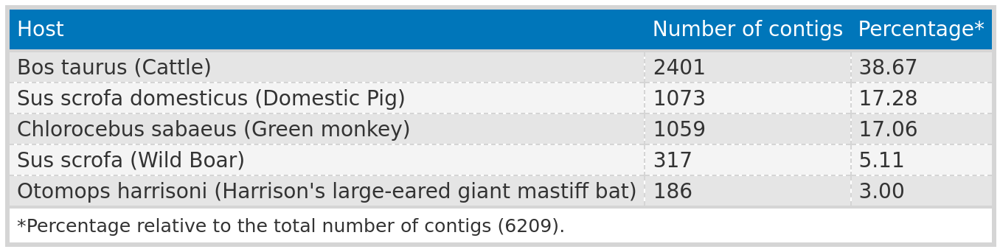 Host Number of contigs Percentage*
Bos taurus (Cattle) 2401 38.67
Sus scrofa domesticus (Domestic Pig) 1073 17.28
Chlorocebus sabaeus (Green monkey) 1059 17.06
Sus scrofa (Wild Boar) 317 5.11
Otomops harrisoni (Harrison's large-eared giant mastiff bat) 186 3.00
*Percentage relative to the total number of contigs (6209).